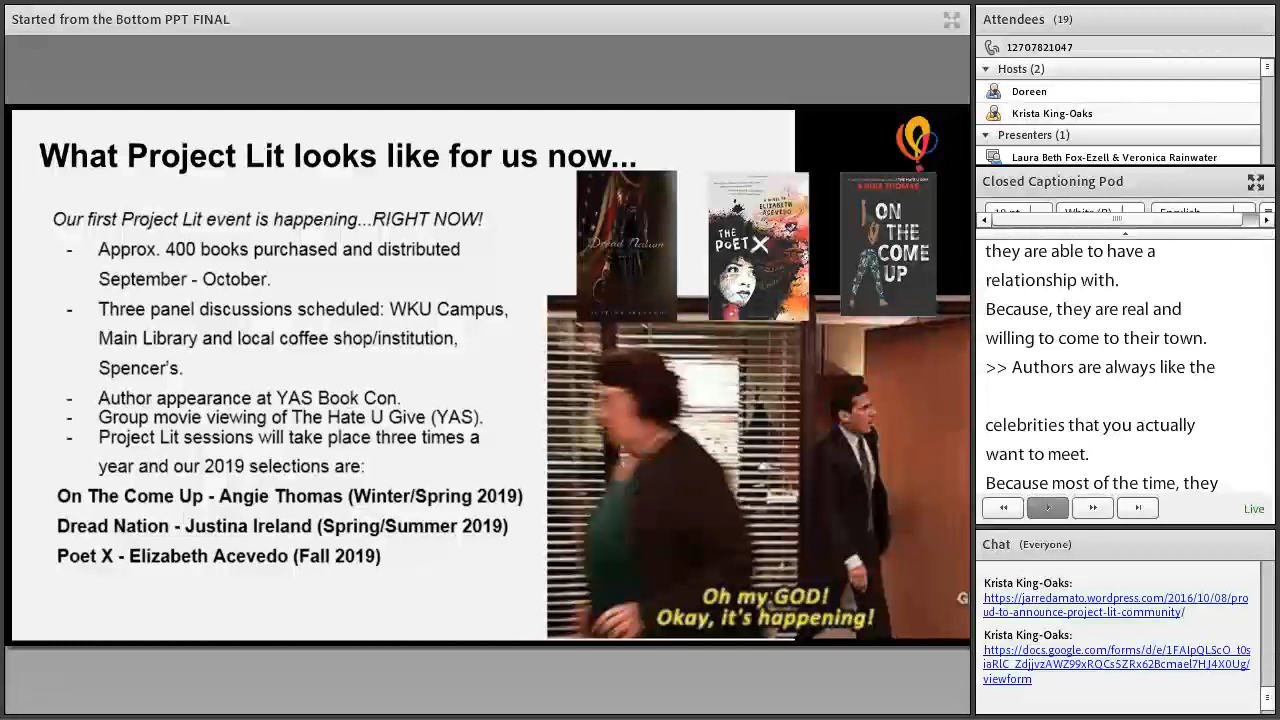 Started from the Bottom PPT FINAL
What Project Lit looks like for us now...
Our first Project Lit event is happening...RIGHT NOW!
- Approx. 400 books purchased and distributed
September - October.
- Three panel discussions scheduled: WKU Campus,
Main Library and local coffee shop/institution,
Spencer's.
- Author appearance at YAS Book Con.
- Group movie viewing of The Hate U Give (YAS).
- Project Lit sessions will take place three times a
year and our 2019 selections are:
On The Come Up - Angie Thomas (Winter/Spring 2019)
Dread Nation - Justina Ireland (Spring/Summer 2019)
Poet X - Elizabeth Acevedo (Fall 2019)
Dread Nation
ELIZABETH
ACEVEDO
THE
POET X
ANGIE THOMAS
ON
THE
COME
UP
Oh my GOD!
Okay, it's happening!
G
Attendees (19)
12707821047
Hosts (2)
Doreen
Krista King-Oaks
Presenters (1)
Laura Beth Fox-Ezell & Veronica Rainwater
Closed Captioning Pod
they are able to have a
relationship with.
Because, they are real and
willing to come to their town.
>> Authors are always like the
celebrities that you actually
want to meet.
Because most of the time, they
Live
Chat (Everyone)
Krista King-Oaks:
https://jarredamato.wordpress.com/2016/10/08/pro
ud-to-announce-project-lit-community/
Krista King-Oaks:
viewform